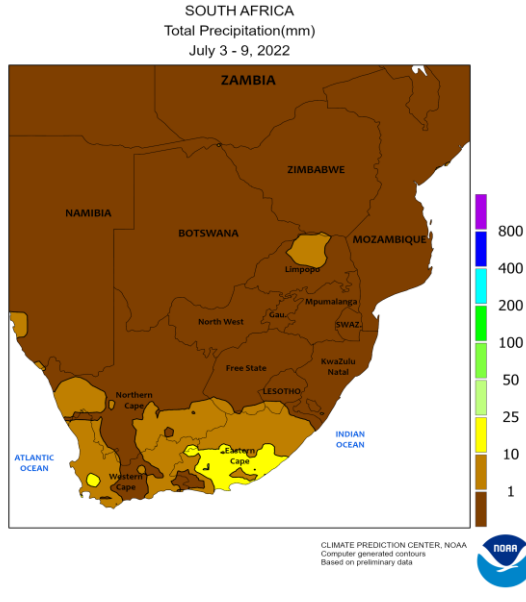 SOUTH AFRICA
Total Precipitation(mm)
July 3 - 9, 2022
ZAMBIA
ZIMBABWE
NAMIBIA
BOTSWANA
MOZAMBIQUE
Limpopo
Mpumalanga
North West
Gau.
SWAZ.
Free State
KwaZulu
Natal
LESOTHO
Northern
Cape
INDIAN
OCEAN
Eastern
Cape
ATLANTIC
OCEAN
Western
Cape
800
400
200
100
50
25
10
1
CLIMATE PREDICTION CENTER, NOAA
Computer generated contours
Based on preliminary data
NOAA